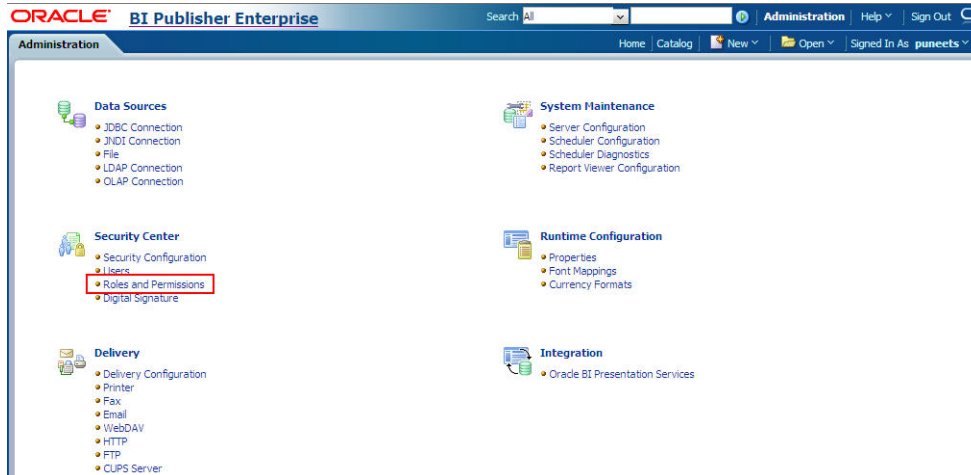 ORACLE BI Publisher Enterprise
Search All
Administration Help Sign Out
Administration
Home Catalog New Open Signed In As puneets
Data Sources
JDBC Connection
JNDI Connection
File
LDAP Connection
OLAP Connection
System Maintenance
Server Configuration
Scheduler Configuration
Scheduler Diagnostics
Report Viewer Configuration
Security Center
Security Configuration
Users
Roles and Permissions
Digital Signature
Runtime Configuration
Properties
Font Mappings
Currency Formats
Delivery
Delivery Configuration
Printer
Fax
Email
WebDAV
HTTP
FTP
CUPS Server
Integration
Oracle BI Presentation Services